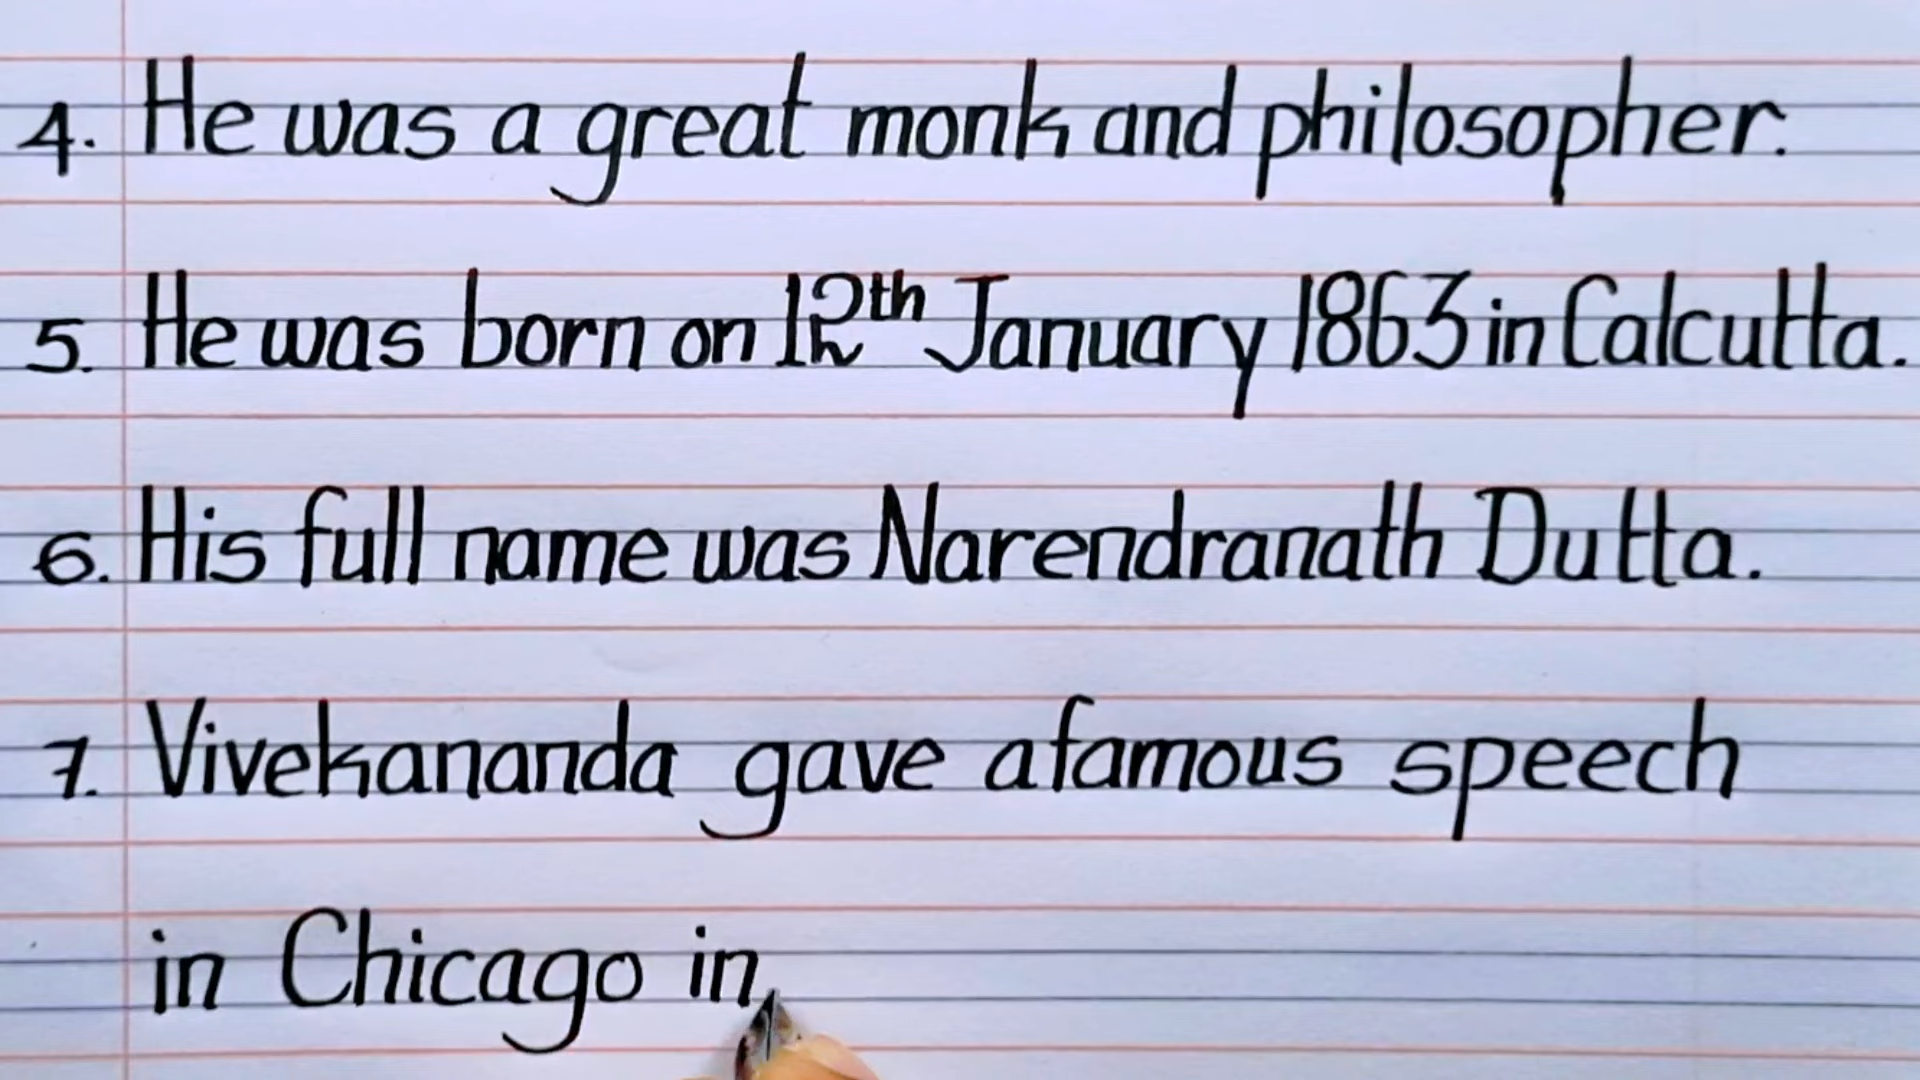 4. He was a great monk and philosopher.
5. He was born on 12th January 1863 in Calcutta.
6. His full name was Narendranath Dutta.
7. Vivekananda gave a famous speech
in Chicago in